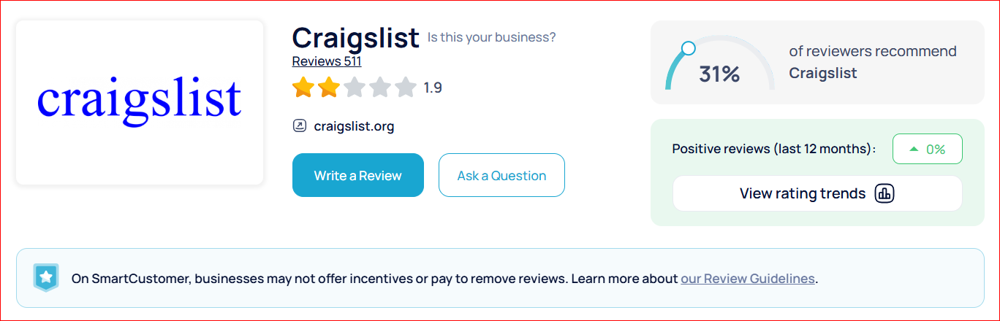 craigslist
Craigslist Is this your business?
Reviews 511
1.9
craigslist.org
Write a Review
Ask a Question
31%
of reviewers recommend
Craigslist
Positive reviews (last 12 months):
0%
View rating trends
On SmartCustomer, businesses may not offer incentives or pay to remove reviews. Learn more about our Review Guidelines.